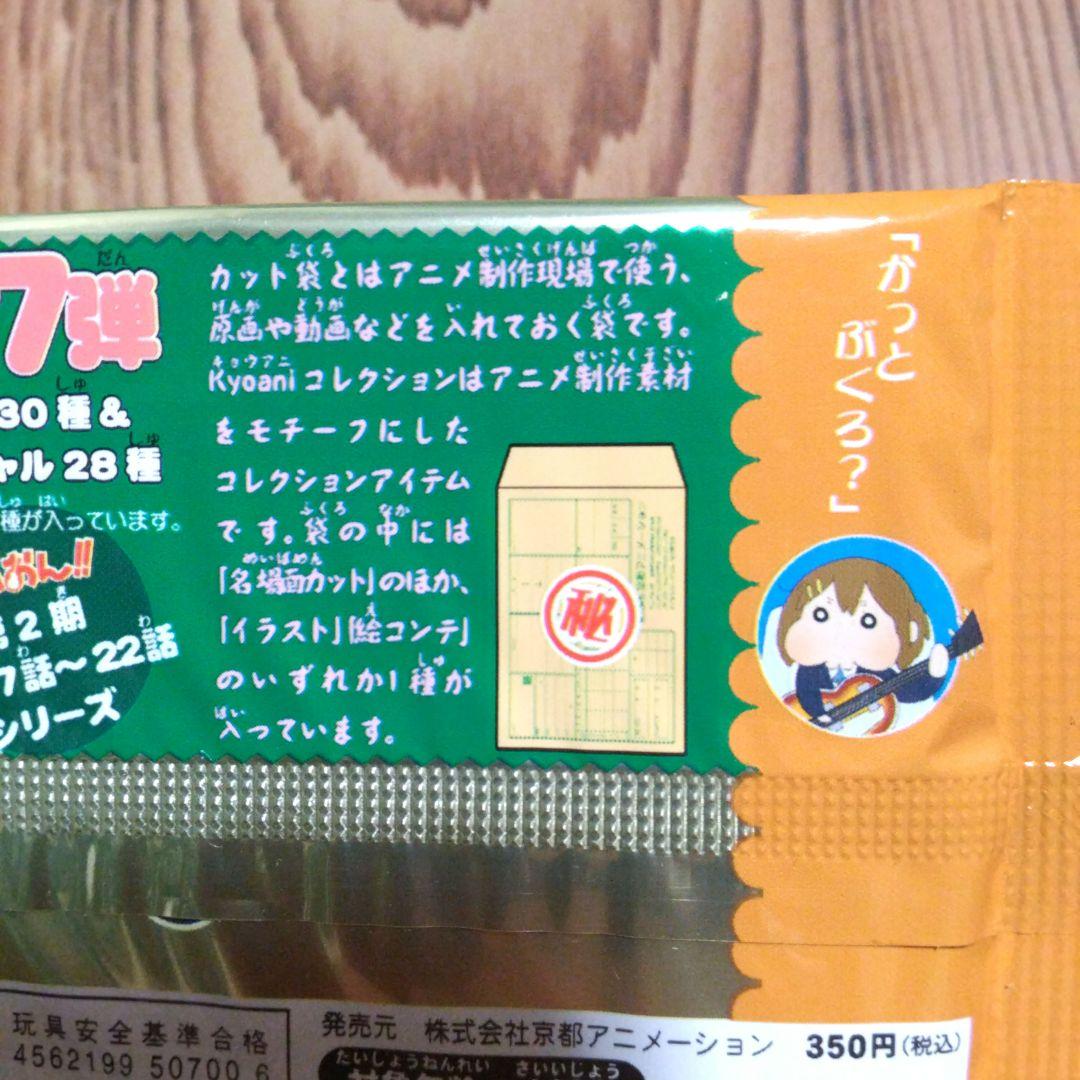 7弾
30種&
ャル28種
種が入っています。
おん!!
2期
7話～22話
シリーズ
カット袋とはアニメ制作現場で使う、
原画や動画などを入れておく袋です。
Kyoaniコレクションはアニメ制作素材
をモチーフにした
コレクションアイテム
です。袋の中には
「名場面カット」のほか、
「イラスト」「絵コンテ」
のいずれか1種が
入っています。
㊙
「かっと
ぶくろ?」
玩具安全基準合格
4562199 50700 6
発売元 株式会社京都アニメーション 350円(税込)
たいしょうねんれい さいいじょう